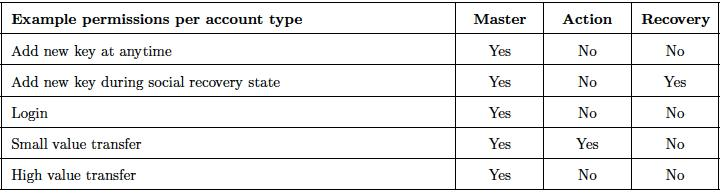 Example permissions per account type Master Action Recovery
Add new key at anytime Yes No No
Add new key during social recovery state Yes No Yes
Login Yes No No
Small value transfer Yes Yes No
High value transfer Yes No No